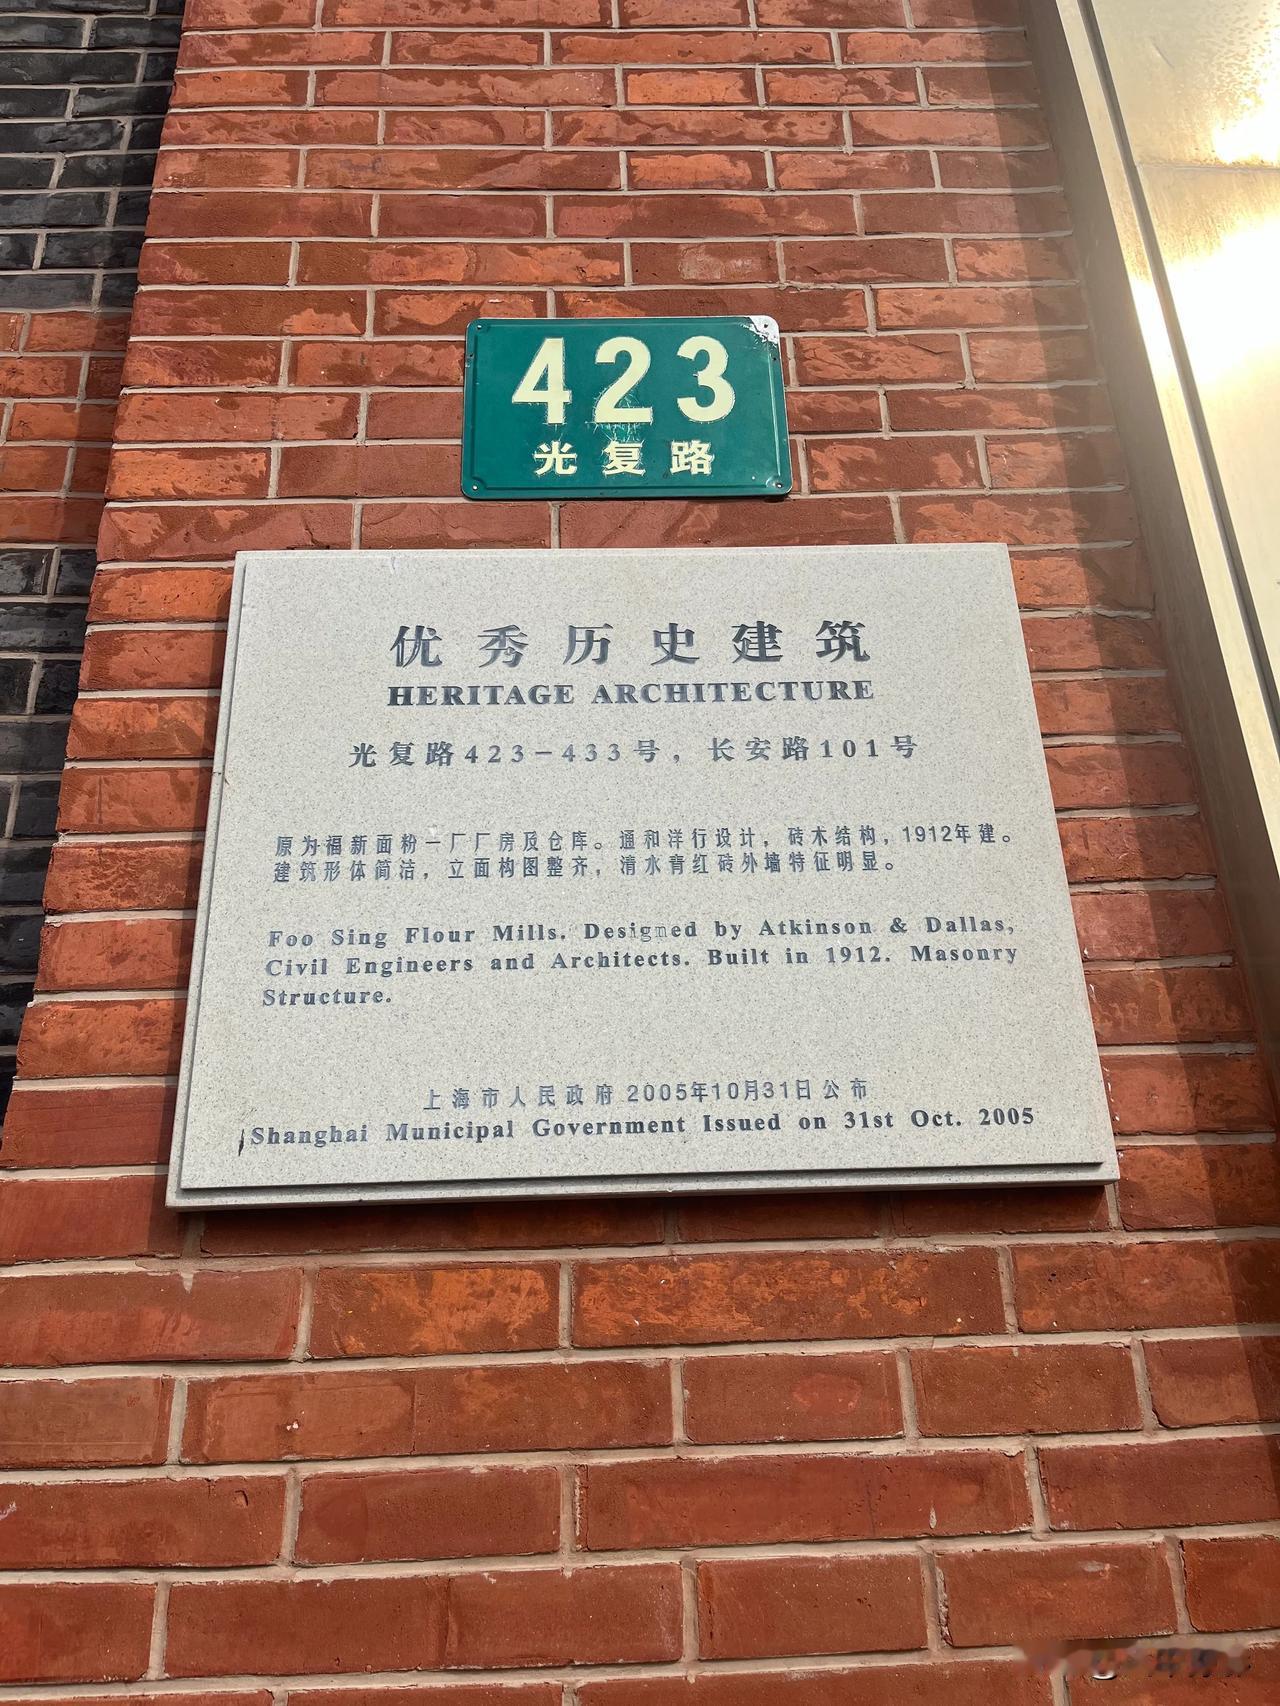 423
光复路
优秀历史建筑
HERITAGE ARCHITECTURE
光复路423-433号，长安路101号
原为福新面粉一厂厂房及仓库。通和洋行设计，砖木结构，1912年建。
建筑形体简洁，立面构图整齐，清水青红砖外墙特征明显。
Foo Sing Flour Mills. Designed by Atkinson & Dallas,
Civil Engineers and Architects. Built in 1912. Masonry
Structure.
上海市人民政府 2005年10月31日公布
Shanghai Municipal Government Issued on 31st Oct. 2005